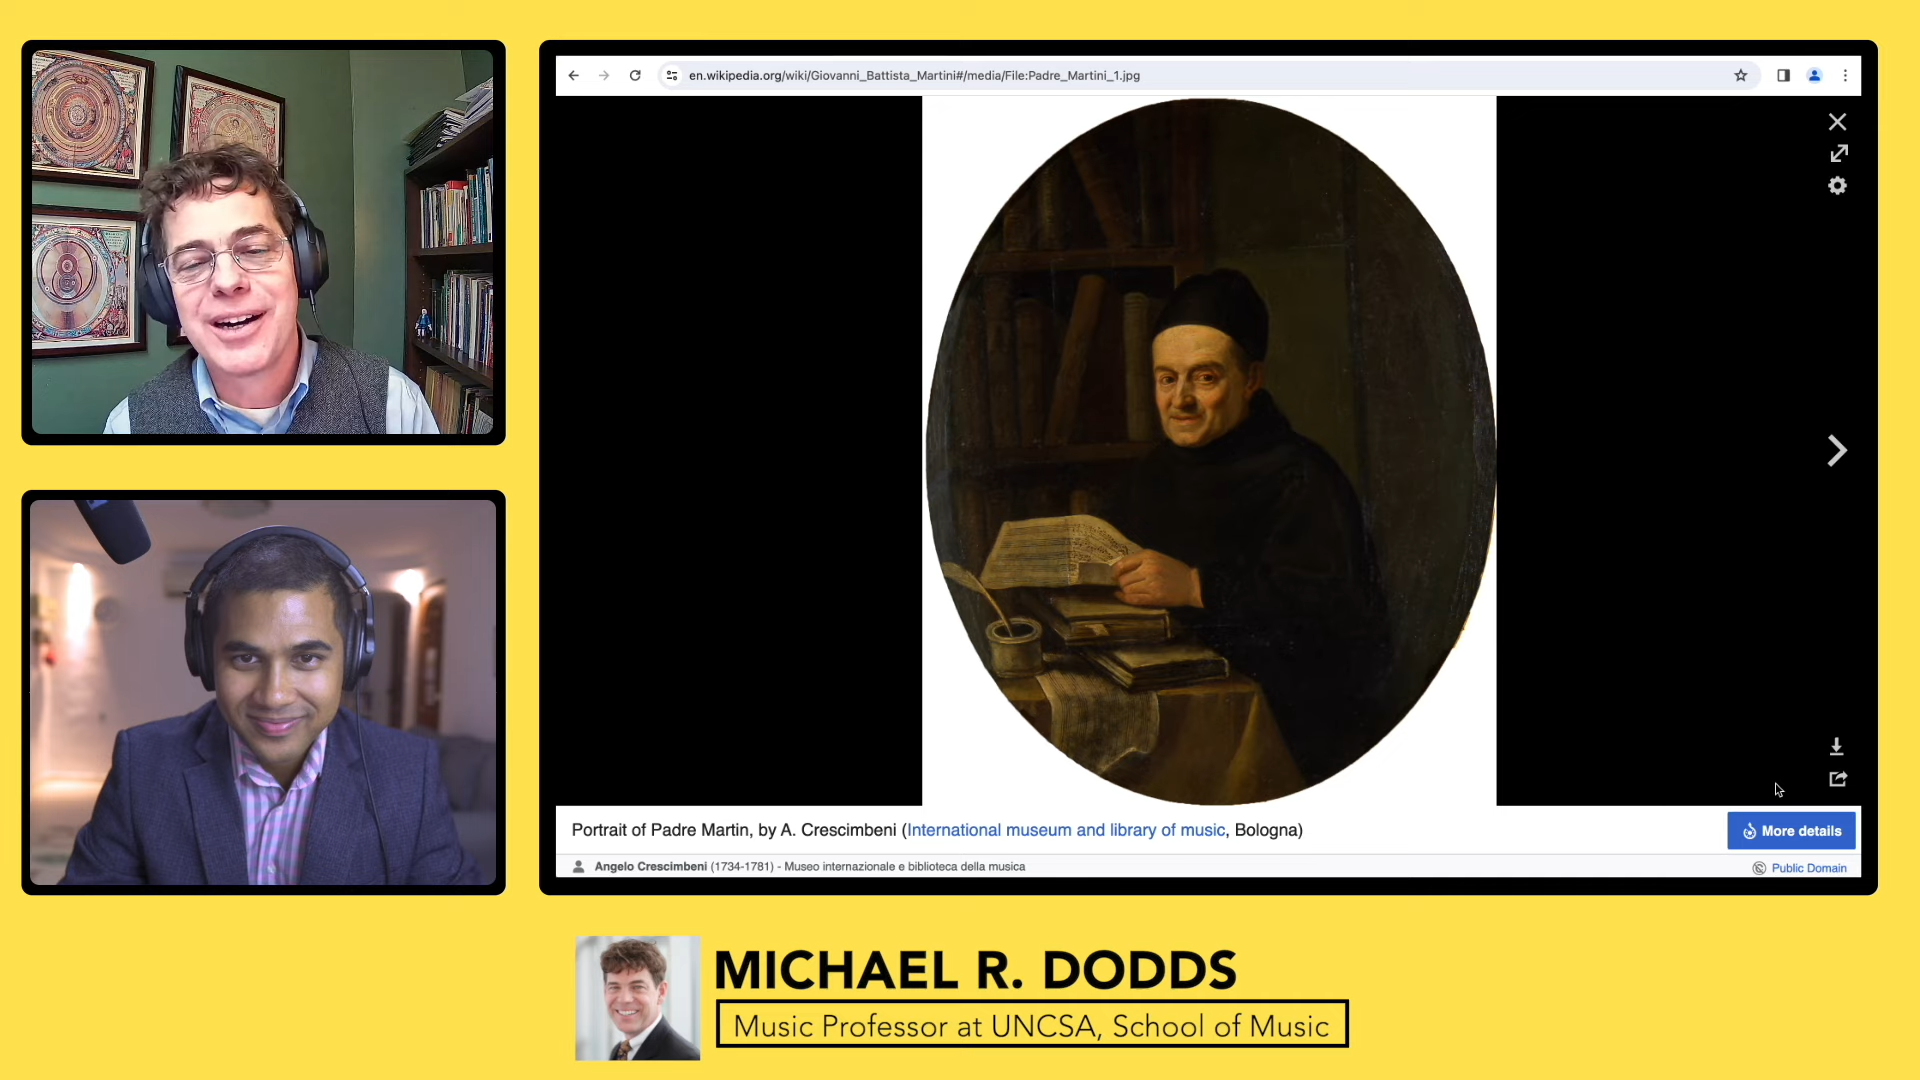 en.wikipedia.org/wiki/Giovanni_Battista_Martini#/media/File:Padre_Martini_1.jpg
Portrait of Padre Martin, by A. Crescimbeni (International museum and library of music, Bologna)
More details
Angelo Crescimbeni (1734-1781) - Museo internazionale e biblioteca della musica
Public Domain
MICHAEL R. DODDS
Music Professor at UNCSA, School of Music